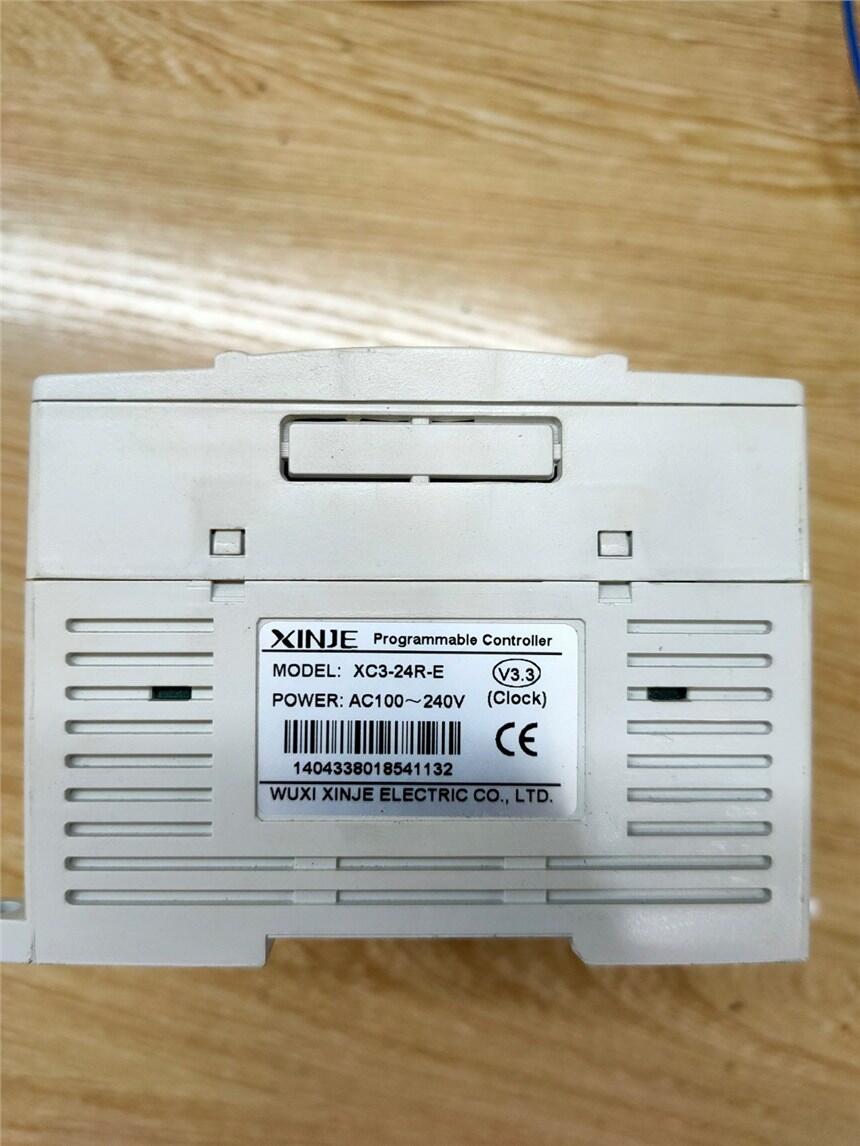 XINJE Programmable Controller
MODEL: XC3-24R-E V3.3
POWER: AC100～240V (Clock)
CE
1404338018541132
WUXI XINJE ELECTRIC CO., LTD.